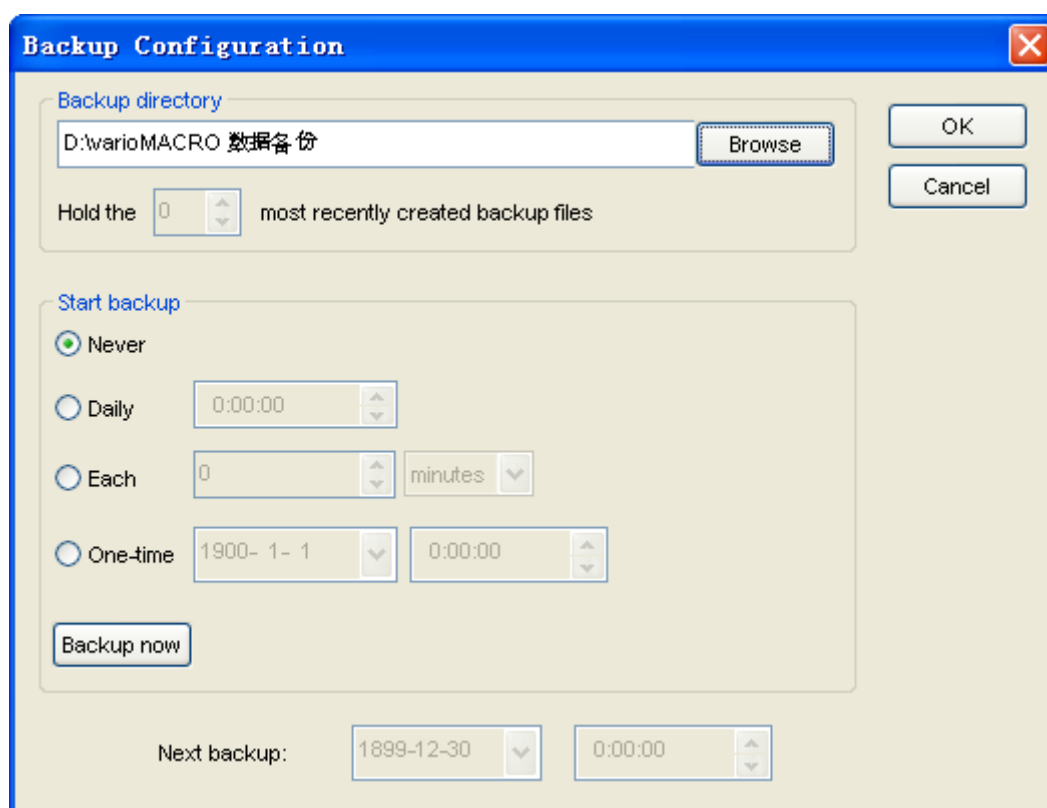 Backup Configuration
Backup directory
D:\varioMACRO 数据备份
Browse
OK
Cancel
Hold the 0 most recently created backup files
Start backup
Never
Daily 0:00:00
Each 0 minutes
One-time 1900- 1- 1 0:00:00
Backup now
Next backup: 1899-12-30 0:00:00